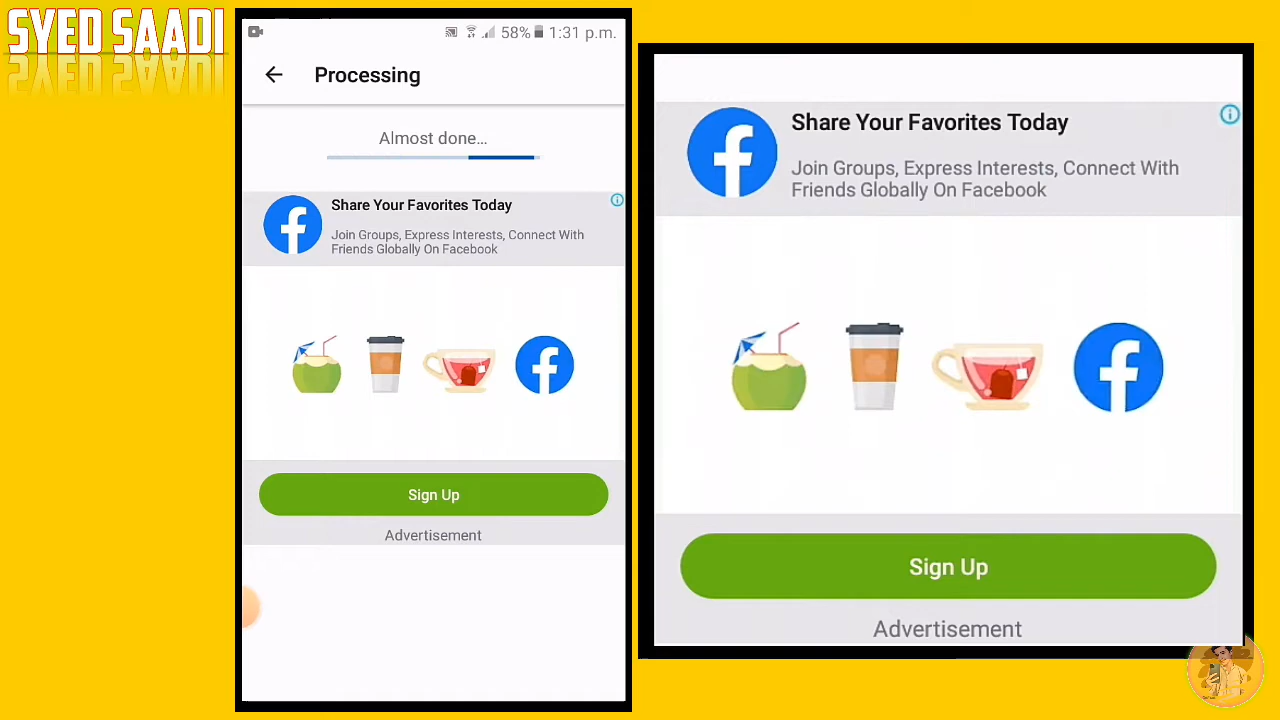 SYED SAADI
58% 1:31 p.m.
Processing
Almost done...
Share Your Favorites Today
Join Groups, Express Interests, Connect With
Friends Globally On Facebook
Sign Up
Advertisement
Share Your Favorites Today
Join Groups, Express Interests, Connect With
Friends Globally On Facebook
Sign Up
Advertisement